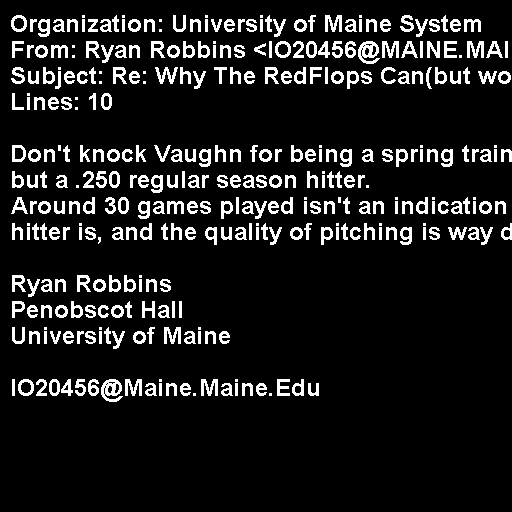 Organization: University of Maine System
From: Ryan Robbins <IO20456@MAINE.MAI
Subject: Re: Why The RedFlops Can(but wo
Lines: 10

Don't knock Vaughn for being a spring train
but a .250 regular season hitter.
Around 30 games played isn't an indication
hitter is, and the quality of pitching is way d

Ryan Robbins
Penobscot Hall
University of Maine

IO20456@Maine.Maine.Edu